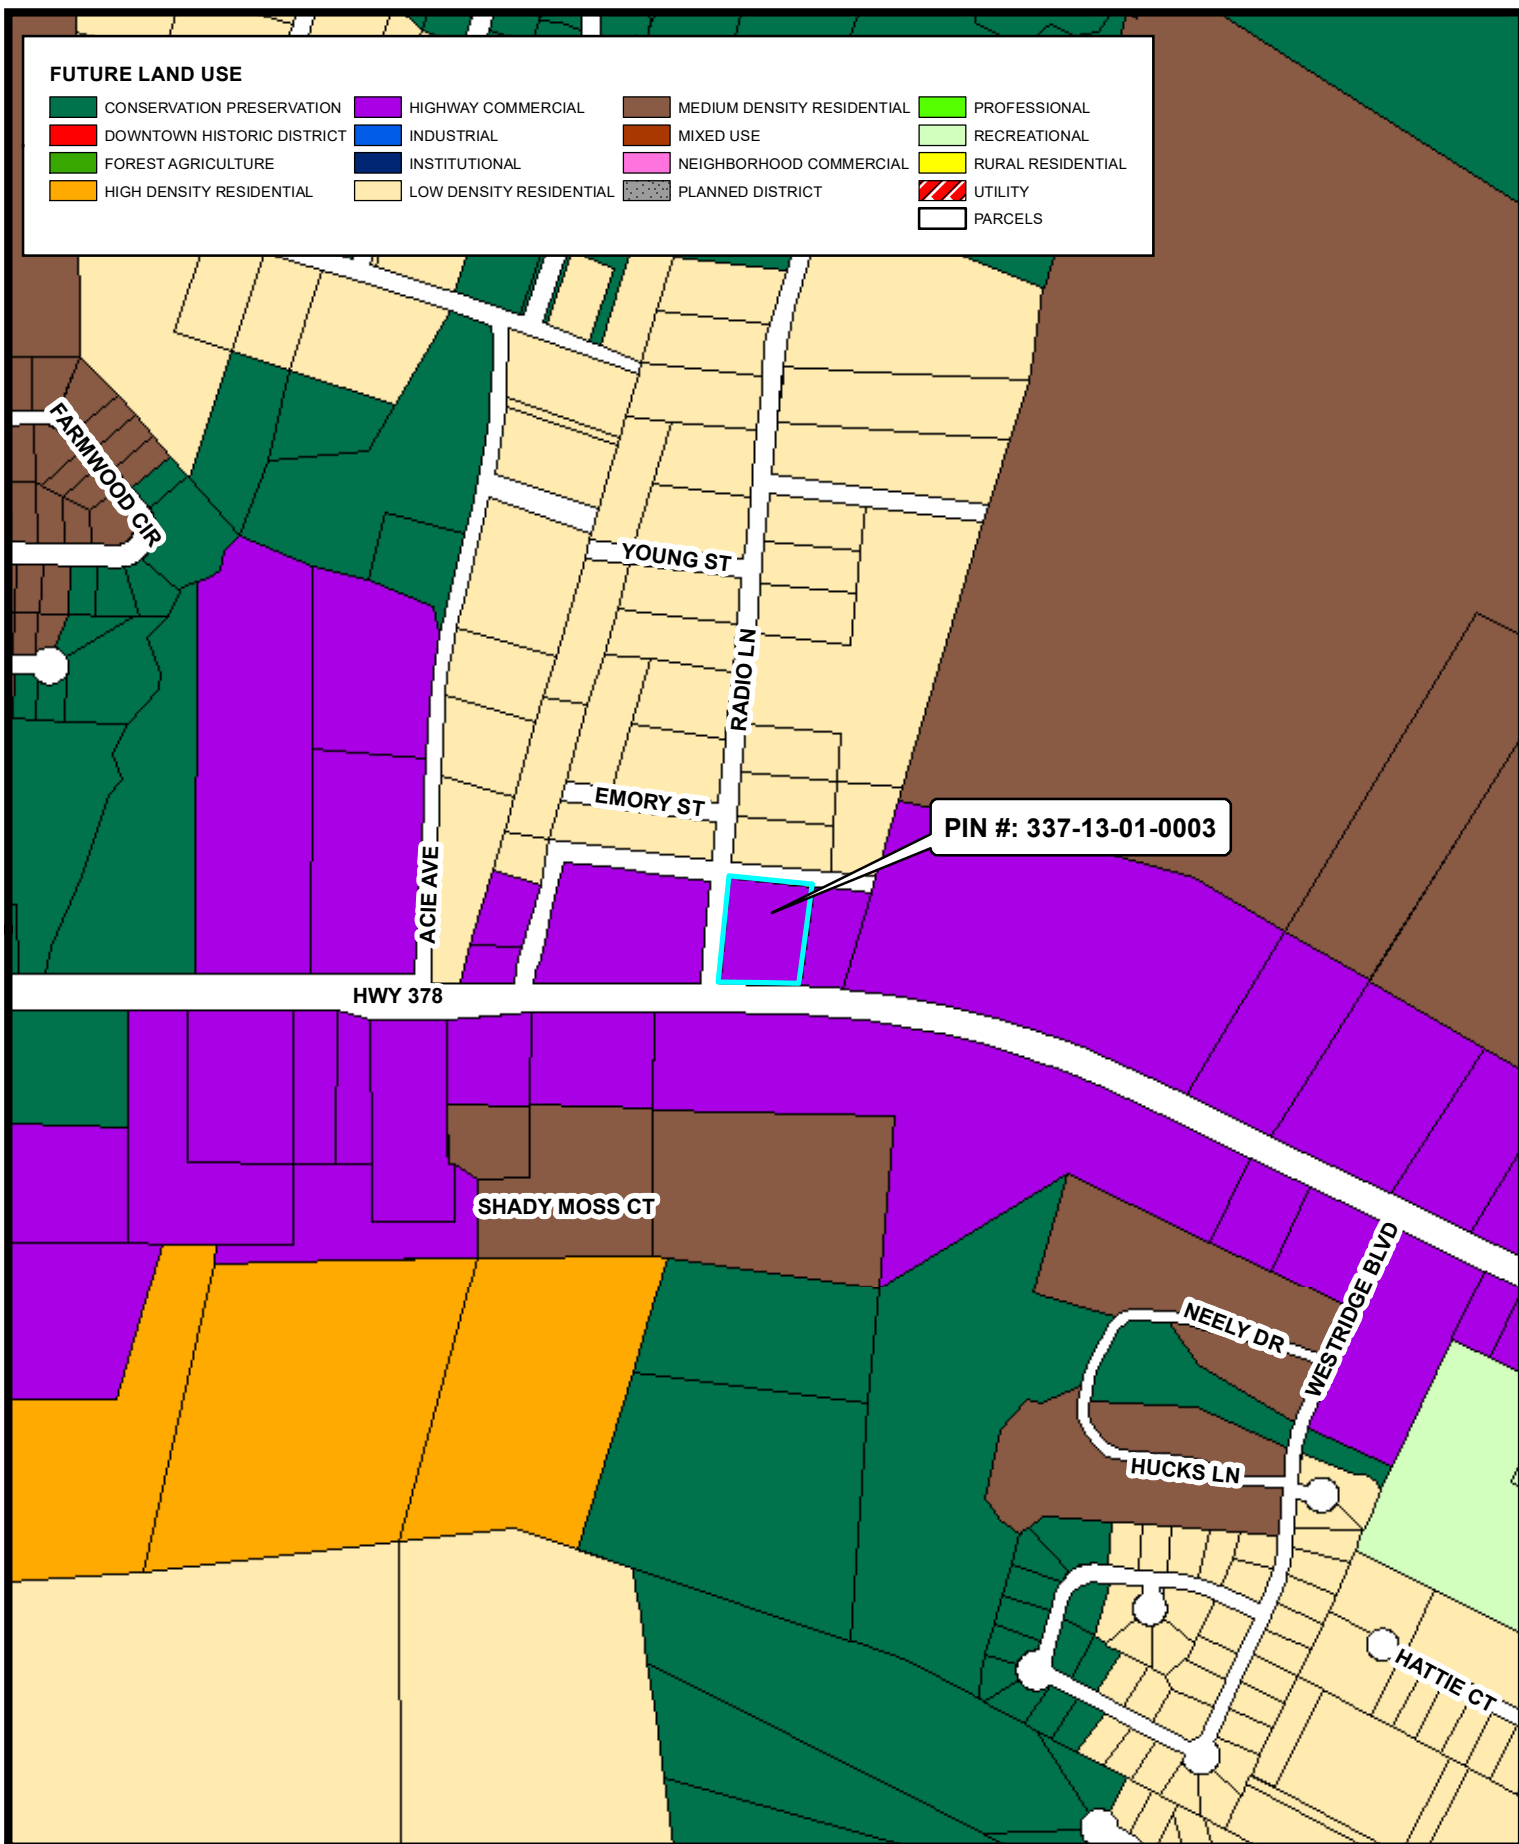 FUTURE LAND USE
CONSERVATION PRESERVATION
DOWNTOWN HISTORIC DISTRICT
FOREST AGRICULTURE
HIGH DENSITY RESIDENTIAL
HIGHWAY COMMERCIAL
INDUSTRIAL
INSTITUTIONAL
LOW DENSITY RESIDENTIAL
MEDIUM DENSITY RESIDENTIAL
MIXED USE
NEIGHBORHOOD COMMERCIAL
PLANNED DISTRICT
PROFESSIONAL
RECREATIONAL
RURAL RESIDENTIAL
UTILITY
PARCELS
FARMWOOD CIR
YOUNG ST
RADIO LN
EMORY ST
PIN #: 337-13-01-0003
ACIE AVE
HWY 378
SHADY MOSS CT
WESTRIDGE BLVD
NEELY DR
HUCKS LN
HATTIE CT